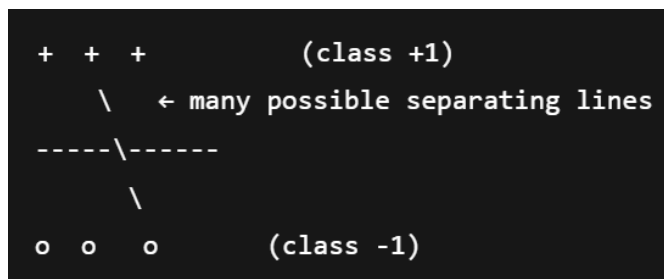 +  +  +          (class +1)
    \   ← many possible separating lines
-----\------
      \
o  o   o       (class -1)